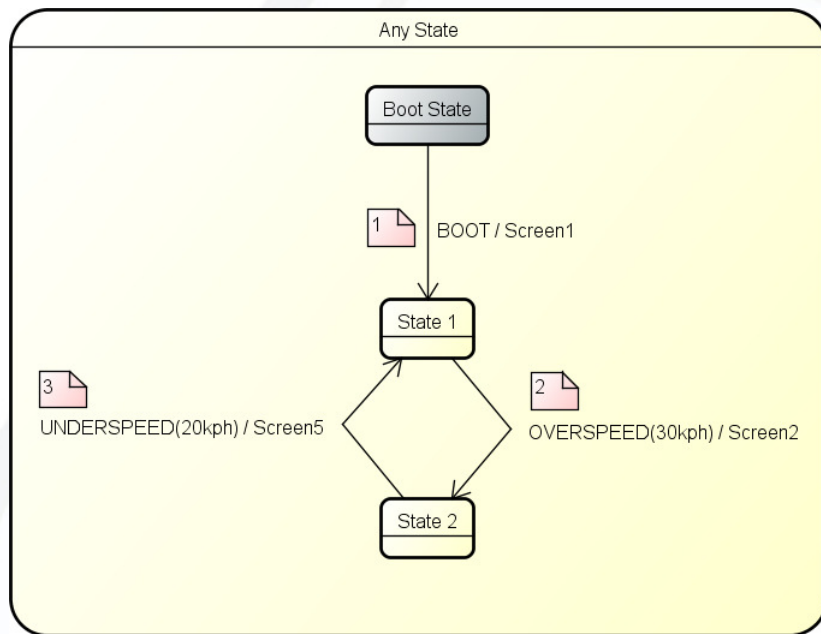 Any State
Boot State
1
BOOT / Screen1
State 1
3
UNDERSPEED(20kph) / Screen5
2
OVERSPEED(30kph) / Screen2
State 2